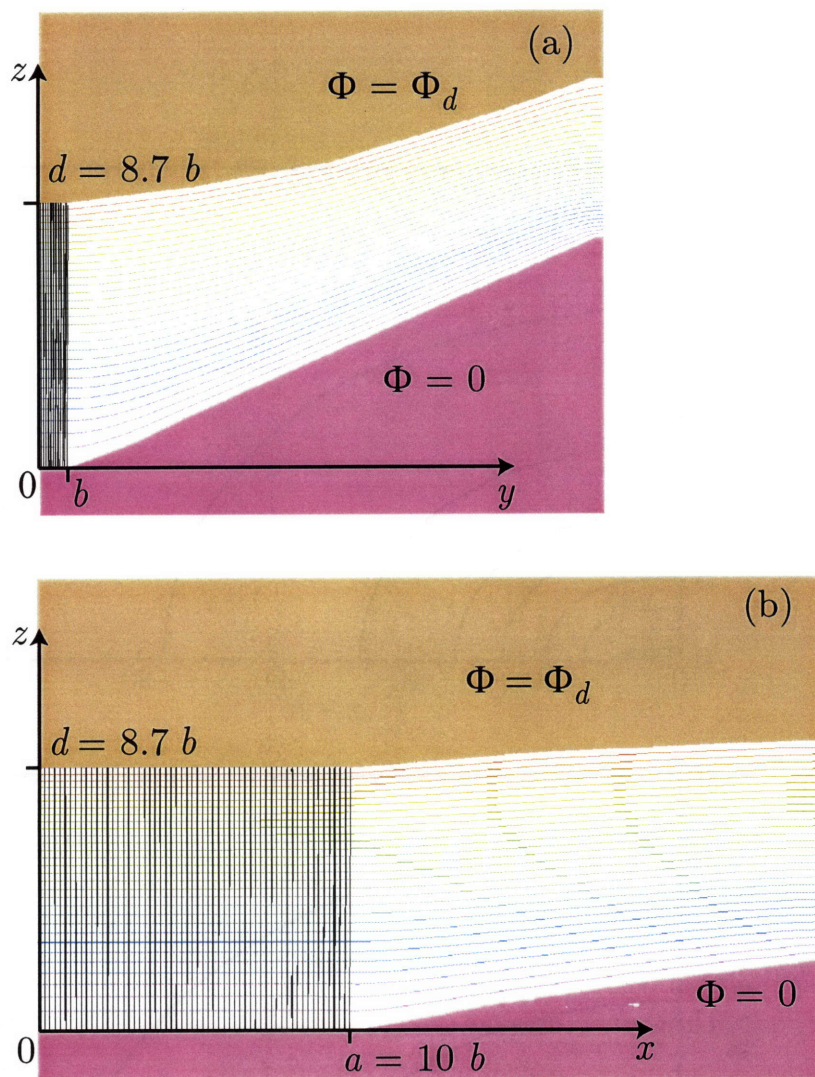 (a)
z
Φ = Φ_d
d = 8.7 b
Φ = 0
0
b
y
(b)
z
Φ = Φ_d
d = 8.7 b
Φ = 0
0
a = 10 b
x